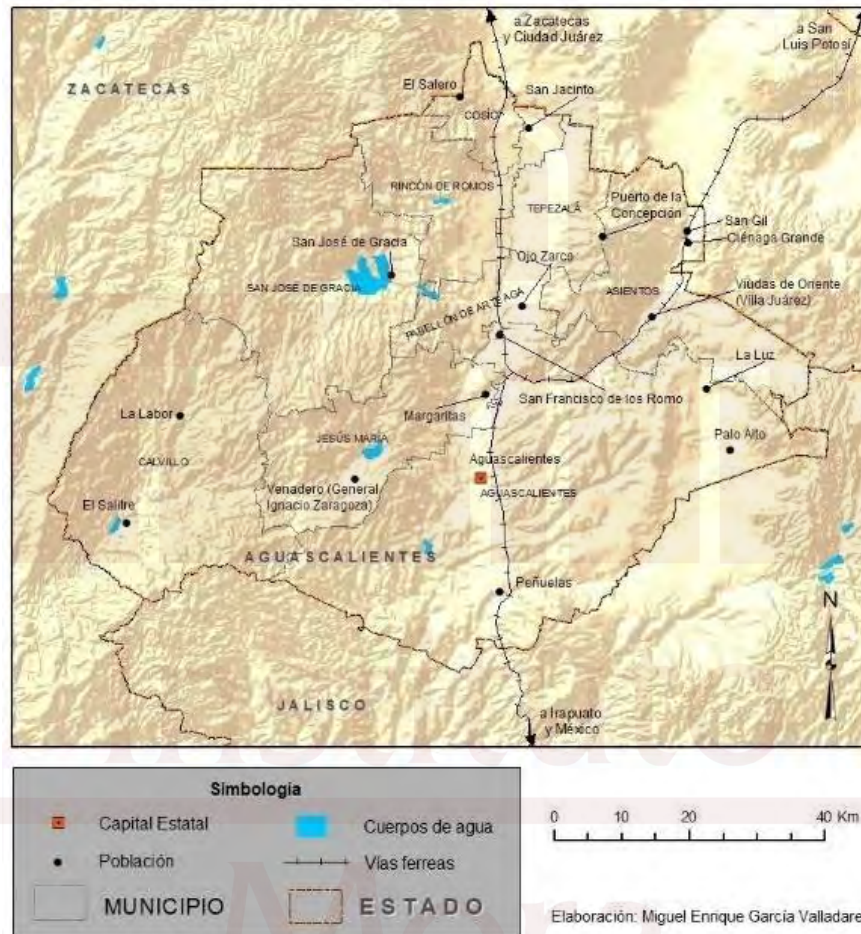 a Zacatecas
y Ciudad Juárez
a San
Luis Potosí
ZACATECAS
El Salero
San Jacinto
COSÍO
RINCÓN DE ROMOS
TEPEZALÁ
Puerto de la
Concepción
San Gil
Ciénaga Grande
San José de Gracia
Ojo Zarco
SAN JOSÉ DE GRACIA
ASIENTOS
Viudas de Oriente
(Villa Juárez)
PABELLÓN DE ARTEAGA
La Luz
San Francisco de los Romo
La Labor
Margaritas
JESÚS MARÍA
Palo Alto
CALVILLO
Aguascalientes
Venadero (General
Ignacio Zaragoza)
AGUASCALIENTES
El Salitre
AGUASCALIENTES
Peñuelas
N
JALISCO
a Irapuato
y México
Instituto
Simbología
Capital Estatal
Cuerpos de agua
Población
Vías ferreas
MUNICIPIO
ESTADO
0 10 20 40 Km
Mora
Elaboración: Miguel Enrique García Valladare